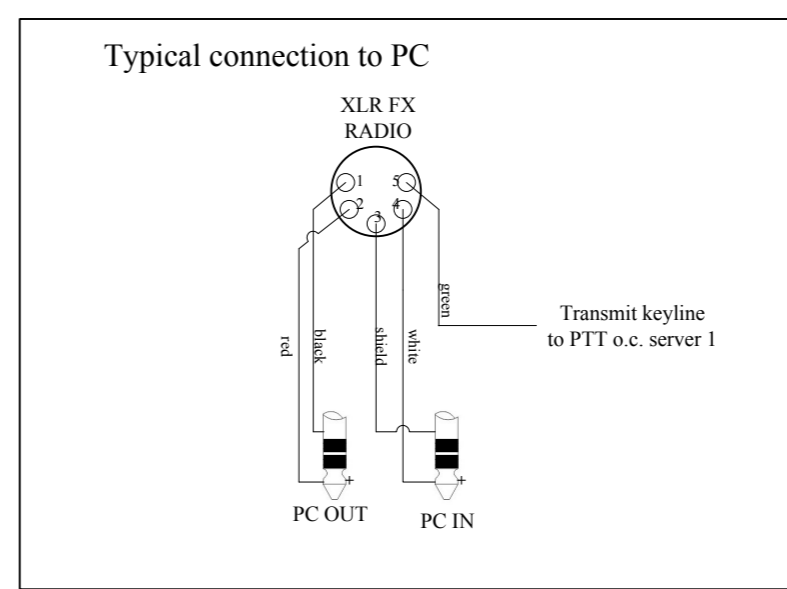 Typical connection to PC
XLR FX
RADIO
1
5
2
4
3
green
red
black
shield
white
Transmit keyline
to PTT o.c. server 1
+
+
PC OUT
PC IN